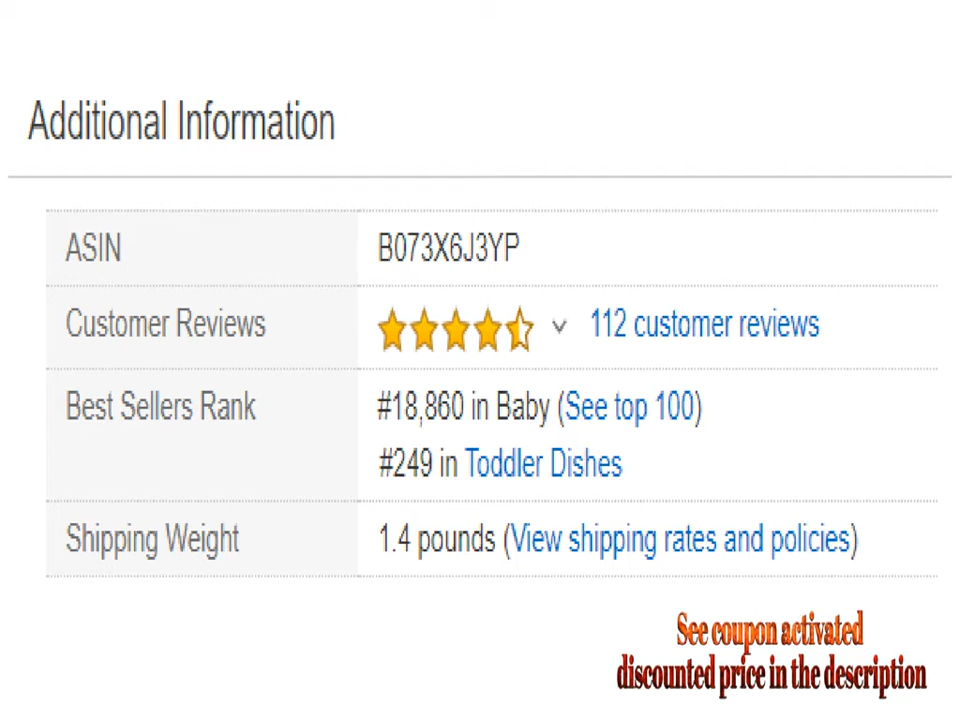 Additional Information
ASIN B073X6J3YP
Customer Reviews 112 customer reviews
Best Sellers Rank #18,860 in Baby (See top 100)
#249 in Toddler Dishes
Shipping Weight 1.4 pounds (View shipping rates and policies)
See coupon activated
discounted price in the description